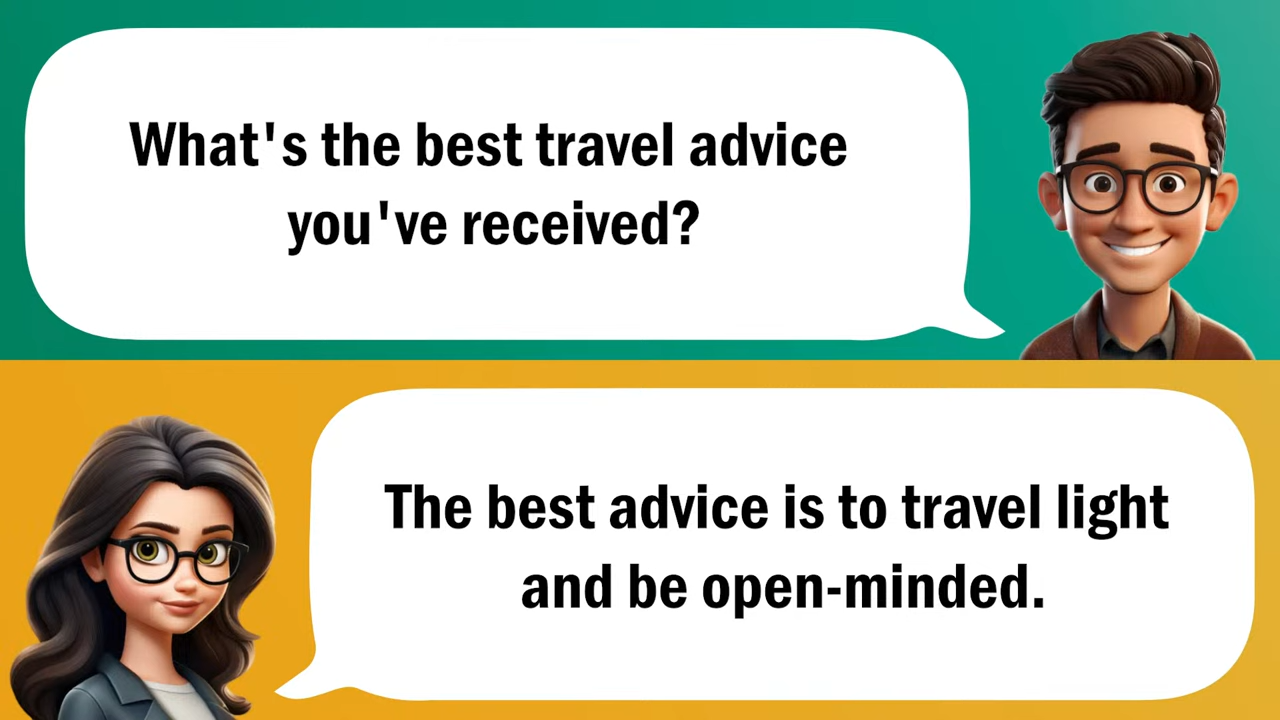 What's the best travel advice
you've received?
The best advice is to travel light
and be open-minded.